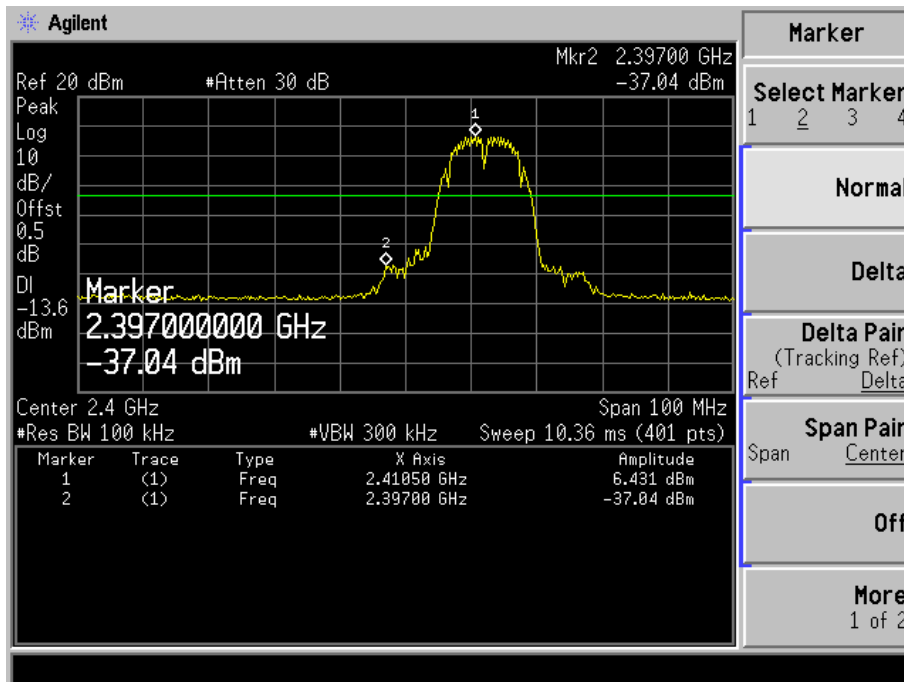 Agilent
Mkr2 2.39700 GHz
Ref 20 dBm #Atten 30 dB -37.04 dBm
Peak
Log
10
dB/
Offst
0.5
dB
DI
-13.6
dBm
1
2
Marker
2.397000000 GHz
-37.04 dBm
Center 2.4 GHz Span 100 MHz
#Res BW 100 kHz #VBW 300 kHz Sweep 10.36 ms (401 pts)
Marker Trace Type X Axis Amplitude
1 (1) Freq 2.41050 GHz 6.431 dBm
2 (1) Freq 2.39700 GHz -37.04 dBm
Marker
Select Marker
1 2 3 4
Normal
Delta
Delta Pair
(Tracking Ref)
Ref Delta
Span Pair
Span Center
Off
More
1 of 2